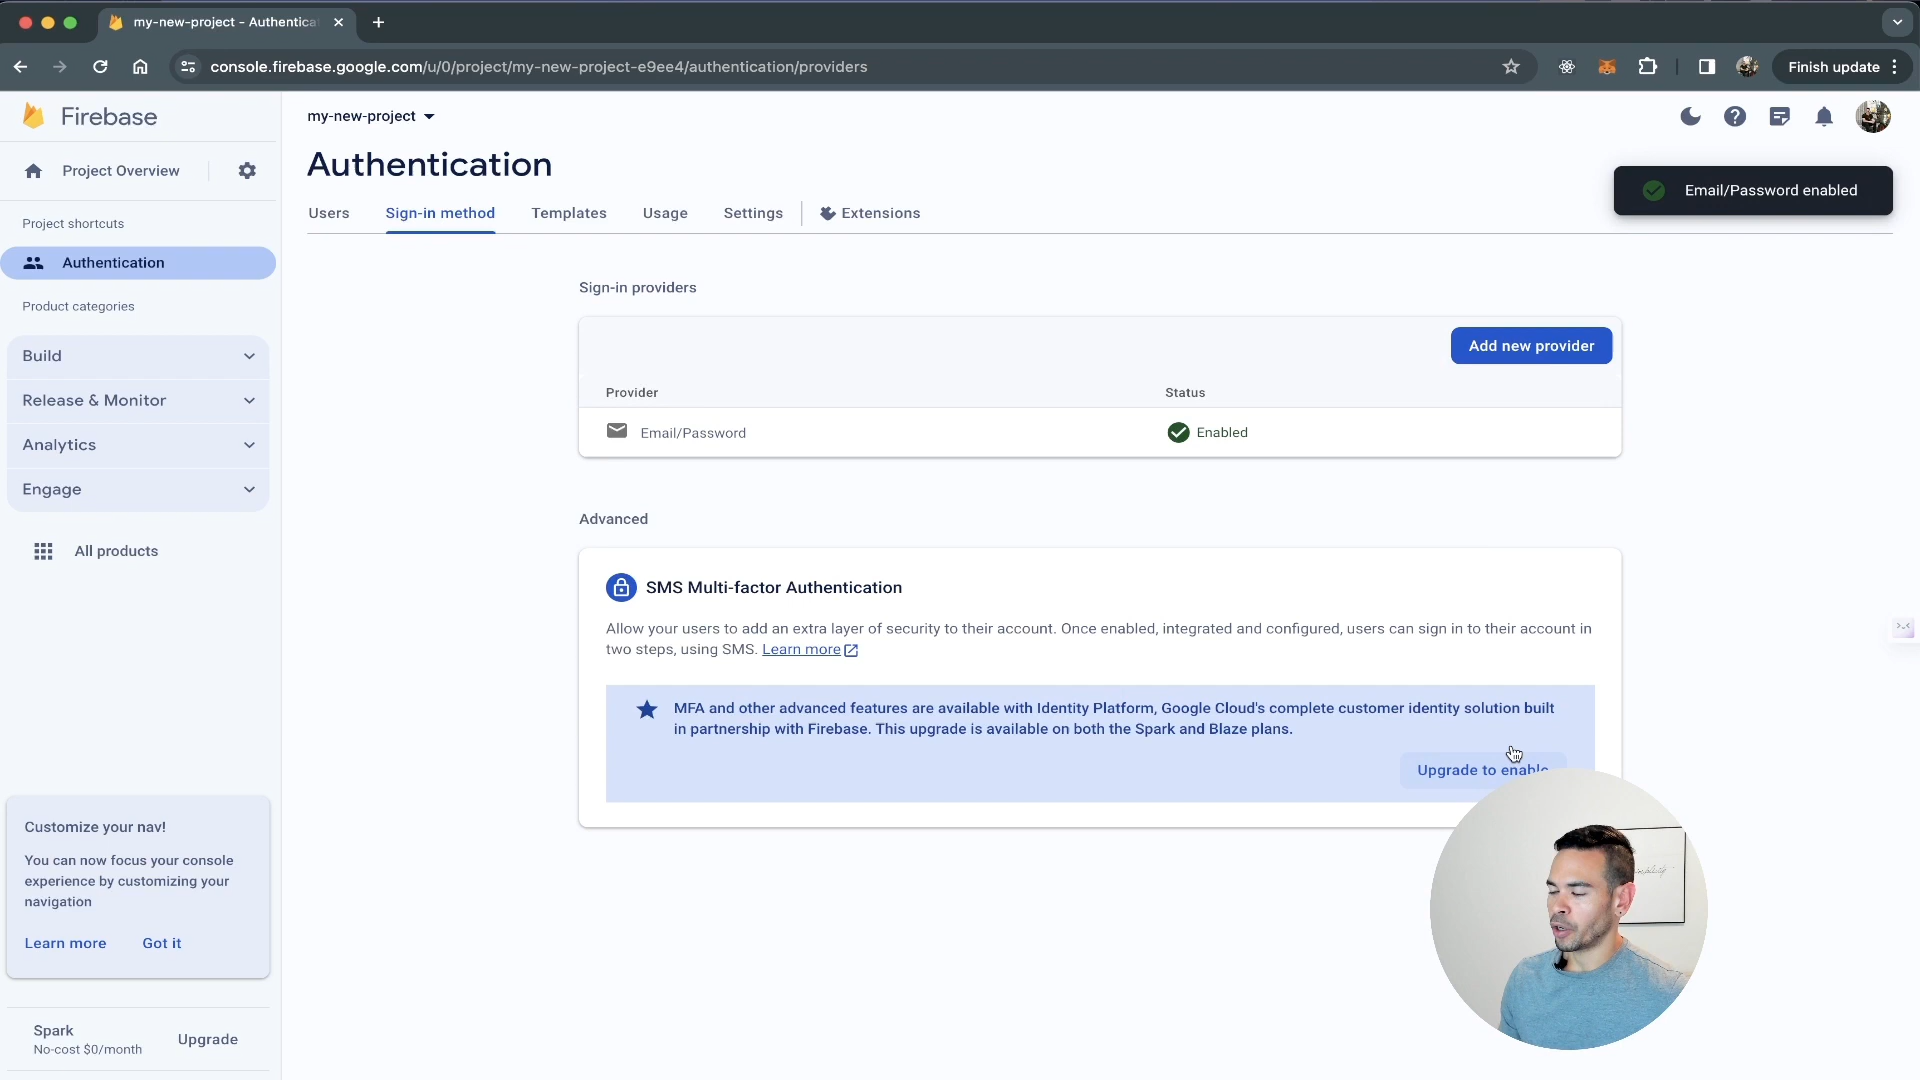 my-new-project - Authentica
console.firebase.google.com/u/0/project/my-new-project-e9ee4/authentication/providers
Finish update
Firebase
my-new-project
Project Overview
Authentication
Email/Password enabled
Users
Sign-in method
Templates
Usage
Settings
Extensions
Project shortcuts
Authentication
Product categories
Build
Release & Monitor
Analytics
Engage
All products
Sign-in providers
Add new provider
Provider
Status
Email/Password
Enabled
Advanced
SMS Multi-factor Authentication
Allow your users to add an extra layer of security to their account. Once enabled, integrated and configured, users can sign in to their account in
two steps, using SMS. Learn more
MFA and other advanced features are available with Identity Platform, Google Cloud's complete customer identity solution built
in partnership with Firebase. This upgrade is available on both the Spark and Blaze plans.
Upgrade to enable
Customize your nav!
You can now focus your console
experience by customizing your
navigation
Learn more
Got it
Spark
No-cost $0/month
Upgrade